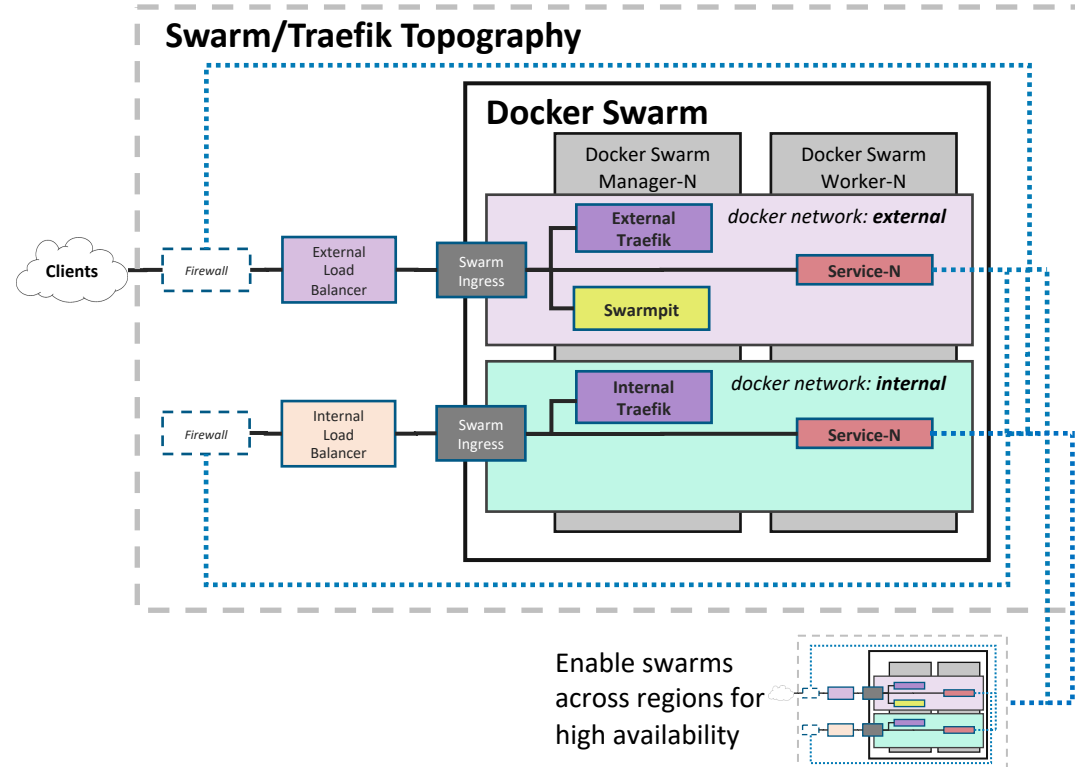 Swarm/Traefik Topography
Docker Swarm
Docker Swarm
Manager-N
Docker Swarm
Worker-N
docker network: external
External
Traefik
Clients
Firewall
External
Load
Balancer
Swarm
Ingress
Service-N
Swarmpit
docker network: internal
Internal
Traefik
Firewall
Internal
Load
Balancer
Swarm
Ingress
Service-N
Enable swarms
across regions for
high availability